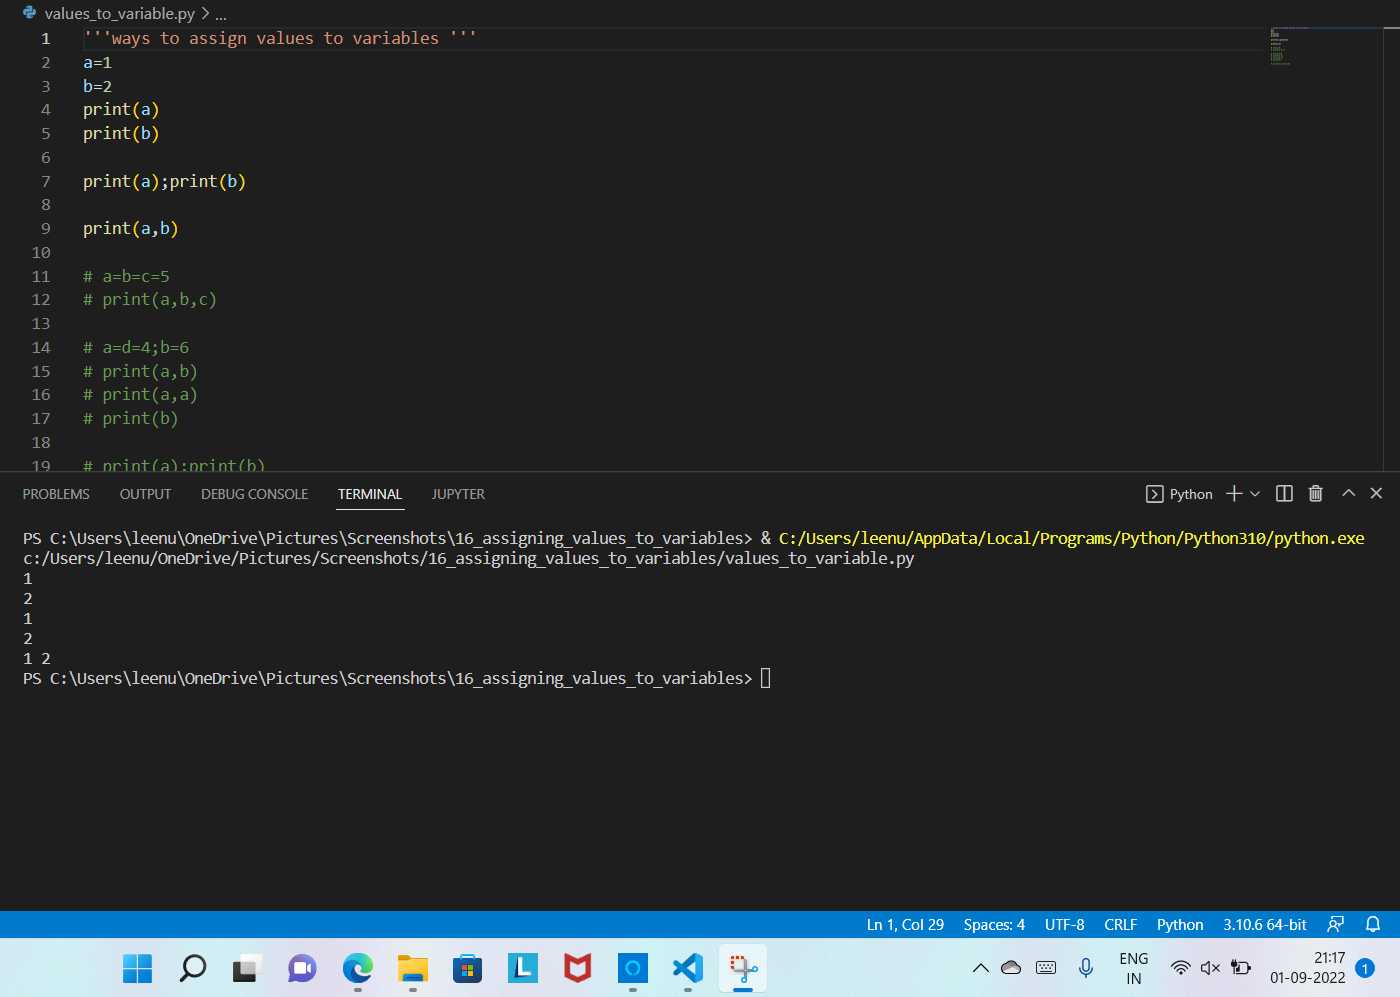 values_to_variable.py > ...
1 '''ways to assign values to variables '''
2 a=1
3 b=2
4 print(a)
5 print(b)
6
7 print(a);print(b)
8
9 print(a,b)
10
11 # a=b=c=5
12 # print(a,b,c)
13
14 # a=d=4;b=6
15 # print(a,b)
16 # print(a,a)
17 # print(b)
18
19 # print(a);print(b)
PROBLEMS OUTPUT DEBUG CONSOLE TERMINAL JUPYTER Python
PS C:\Users\leenu\OneDrive\Pictures\Screenshots\16_assigning_values_to_variables> & C:/Users/leenu/AppData/Local/Programs/Python/Python310/python.exe
c:/Users/leenu/OneDrive/Pictures/Screenshots/16_assigning_values_to_variables/values_to_variable.py
1
2
1
2
1 2
PS C:\Users\leenu\OneDrive\Pictures\Screenshots\16_assigning_values_to_variables>
Ln 1, Col 29 Spaces: 4 UTF-8 CRLF Python 3.10.6 64-bit
L
ENG 21:17
IN 01-09-2022 1